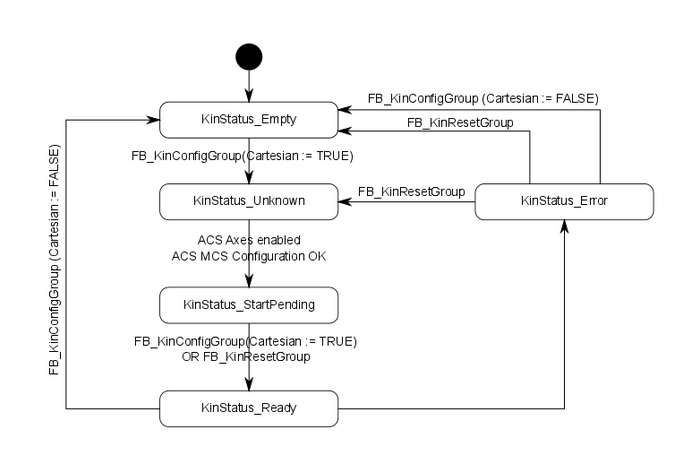 FB_KinConfigGroup (Cartesian := FALSE)
KinStatus_Empty
FB_KinResetGroup
FB_KinConfigGroup(Cartesian := TRUE)
KinStatus_Unknown
FB_KinResetGroup
KinStatus_Error
ACS Axes enabled
ACS MCS Configuration OK
FB_KinConfigGroup (Cartesian := FALSE)
KinStatus_StartPending
FB_KinConfigGroup(Cartesian := TRUE)
OR FB_KinResetGroup
KinStatus_Ready